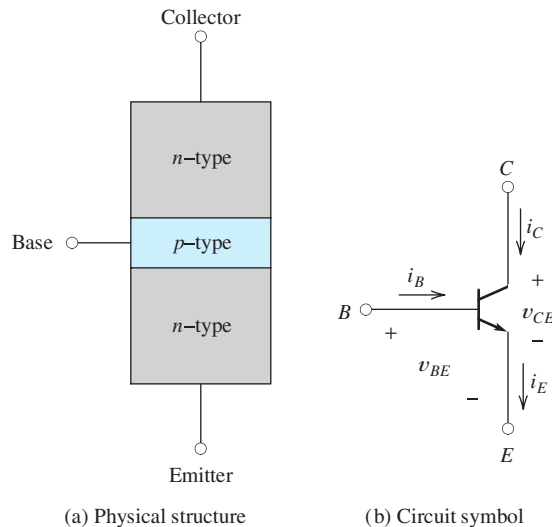 Collector
n–type
Base
p–type
n–type
Emitter
(a) Physical structure
C
i_C
i_B
+
B
+
v_CE
–
v_BE
i_E
–
E
(b) Circuit symbol